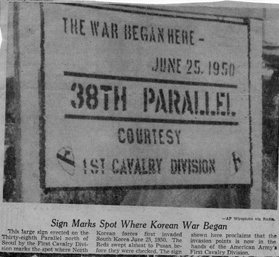 THE WAR BEGAN HERE -
JUNE 25. 1950
38TH PARALLEL
COURTESY
1ST CAVALRY DIVISION
AP Wirephoto via Radio.
Sign Marks Spot Where Korean War Began
This large sign erected on the
Thirty-eighth Parallel north of
Seoul by the First Cavalry Divi-
sion marks the spot where North
Korean forces first invaded
South Korea June 25, 1950. The
Reds swept almost to Pusan be-
fore they were checked. The sign
shown here proclaims that the
invasion points is now in the
hands of the American Army's
First Cavalry Division.